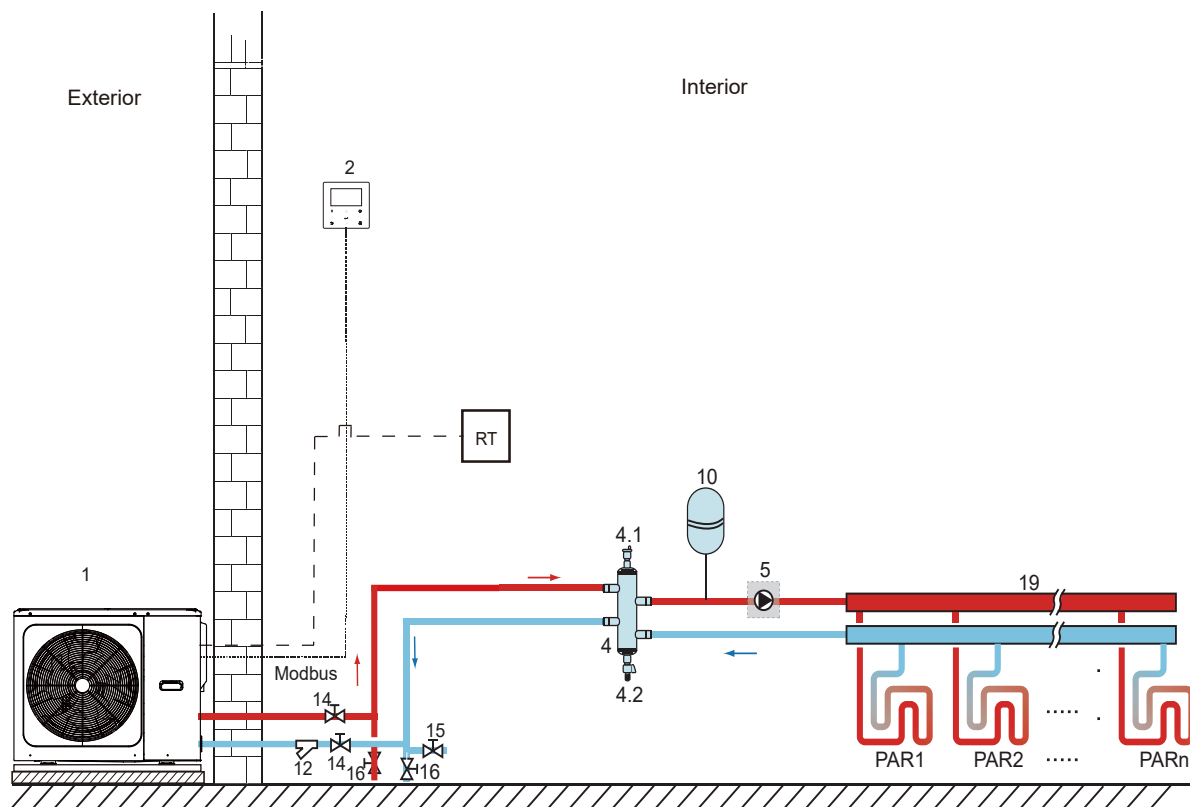 Exterior
Interior
2
RT
10
4.1
5
1
19
4
4.2
Modbus
14
15
12
14
16
16
PAR1
PAR2
.....
PARn
.....